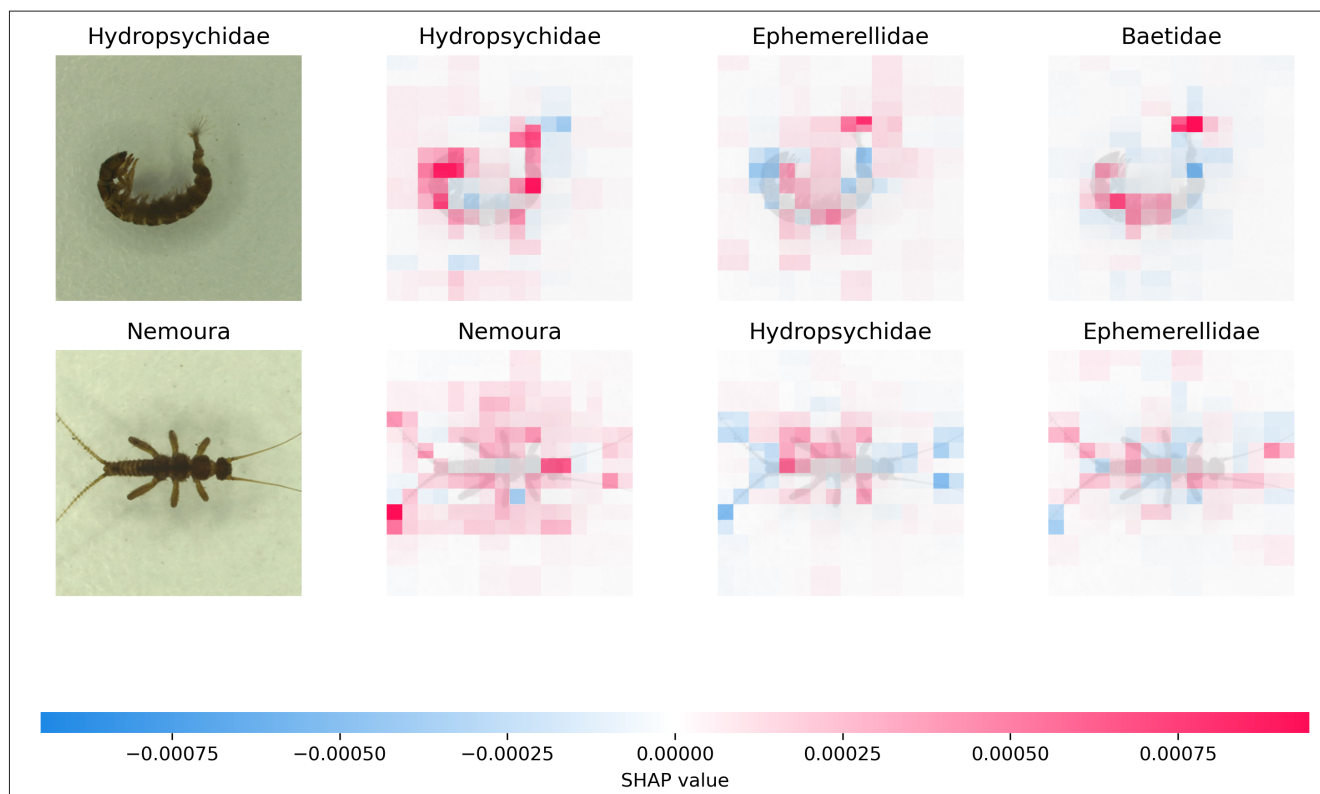 Hydropsychidae Hydropsychidae Ephemerellidae Baetidae
Nemoura Nemoura Hydropsychidae Ephemerellidae
−0.00075 −0.00050 −0.00025 0.00000 0.00025 0.00050 0.00075
SHAP value